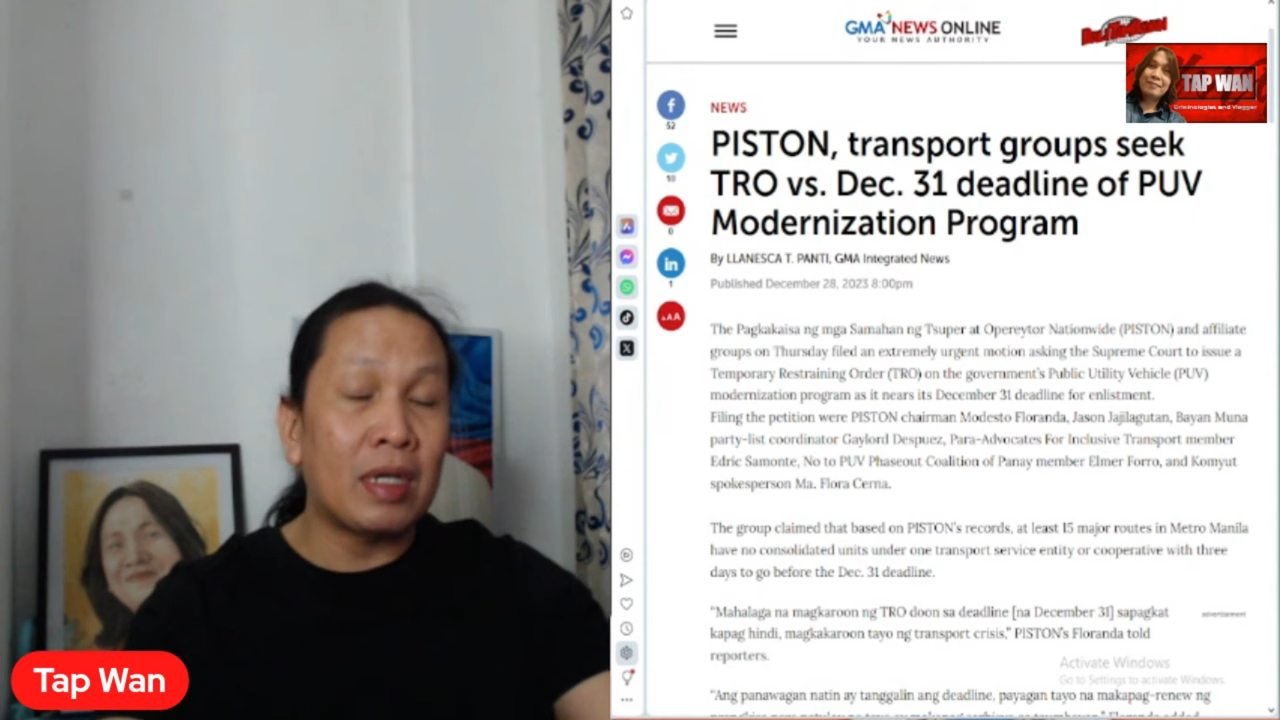 GMA NEWS ONLINE
YOUR NEWS AUTHORITY
TAP WAN
Criminologist and Vlogger
NEWS
PISTON, transport groups seek
TRO vs. Dec. 31 deadline of PUV
Modernization Program
By LLANESCA T. PANTI, GMA Integrated News
Published December 28, 2023 8:00pm
52
10
0
1
AAA
The Pagkakaisa ng mga Samahan ng Tsuper at Opereytor Nationwide (PISTON) and affiliate
groups on Thursday filed an extremely urgent motion asking the Supreme Court to issue a
Temporary Restraining Order (TRO) on the government's Public Utility Vehicle (PUV)
modernization program as it nears its December 31 deadline for enlistment.
Filing the petition were PISTON chairman Modesto Floranda, Jason Jajilagutan, Bayan Muna
party-list coordinator Gaylord Despuez, Para-Advocates For Inclusive Transport member
Edric Samonte, No to PUV Phaseout Coalition of Panay member Elmer Forro, and Komyut
spokesperson Ma. Flora Cerna.
The group claimed that based on PISTON's records, at least 15 major routes in Metro Manila
have no consolidated units under one transport service entity or cooperative with three
days to go before the Dec. 31 deadline.
"Mahalaga na magkaroon ng TRO doon sa deadline [na December 31] sapagkat
kapag hindi, magkakaroon tayo ng transport crisis," PISTON's Floranda told
reporters.
advertisement
"Ang panawagan natin ay tanggalin ang deadline, payagan tayo na makapag-renew ng
Activate Windows
Go to Settings to activate Windows.
Tap Wan